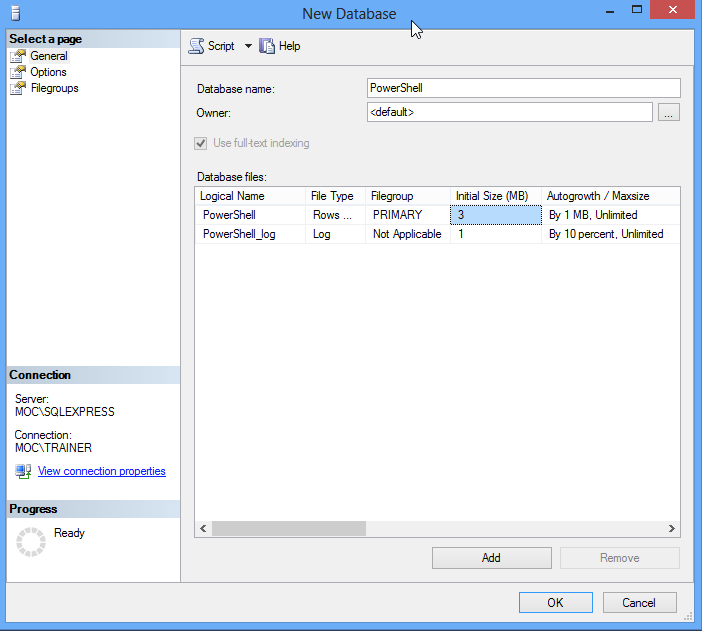 New Database
Select a page
General
Options
Filegroups
Script Help
Database name: PowerShell
Owner: <default> ...
Use full-text indexing
Database files:
Logical Name File Type Filegroup Initial Size (MB) Autogrowth / Maxsize
PowerShell Rows ... PRIMARY 3 By 1 MB, Unlimited
PowerShell_log Log Not Applicable 1 By 10 percent, Unlimited
Connection
Server:
MOC\SQLEXPRESS
Connection:
MOC\TRAINER
View connection properties
Progress
Ready
Add Remove
OK Cancel